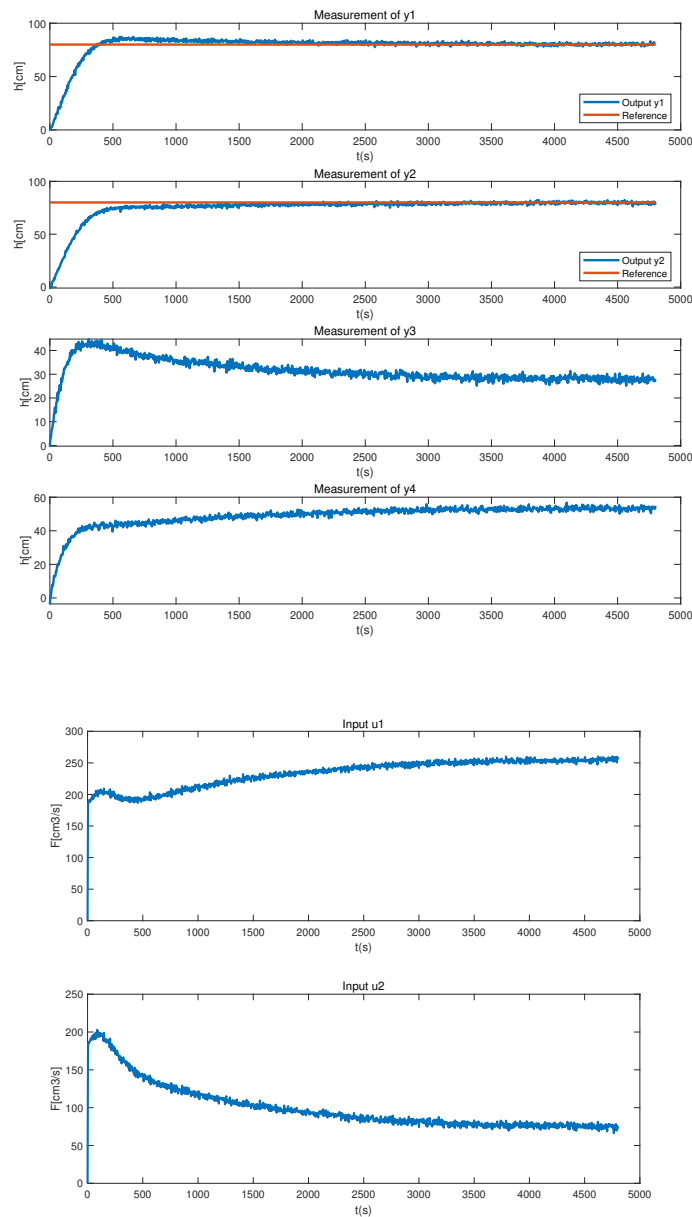 Measurement of y1
100
50
0
h[cm]
Output y1
Reference
0 500 1000 1500 2000 2500 3000 3500 4000 4500 5000
t(s)
Measurement of y2
100
50
0
h[cm]
Output y2
Reference
0 500 1000 1500 2000 2500 3000 3500 4000 4500 5000
t(s)
Measurement of y3
40
30
20
10
0
h[cm]
0 500 1000 1500 2000 2500 3000 3500 4000 4500 5000
t(s)
Measurement of y4
60
40
20
0
h[cm]
0 500 1000 1500 2000 2500 3000 3500 4000 4500 5000
t(s)
Input u1
300
250
200
150
100
50
0
F[cm3/s]
0 500 1000 1500 2000 2500 3000 3500 4000 4500 5000
t(s)
Input u2
250
200
150
100
50
0
F[cm3/s]
0 500 1000 1500 2000 2500 3000 3500 4000 4500 5000
t(s)